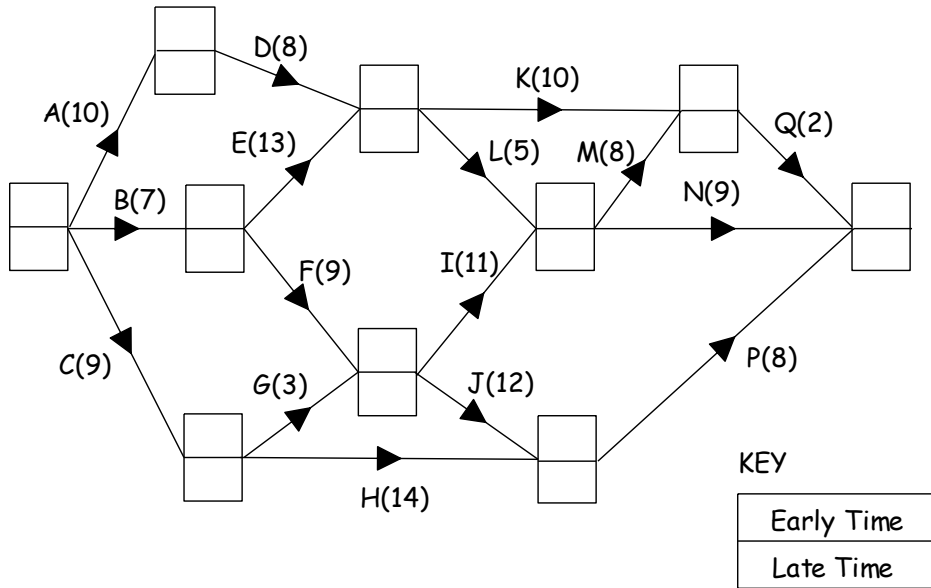 D(8)
K(10)
A(10)
Q(2)
E(13)
L(5)
M(8)
B(7)
N(9)
F(9)
I(11)
C(9)
P(8)
G(3)
J(12)
KEY
H(14)
Early Time
Late Time